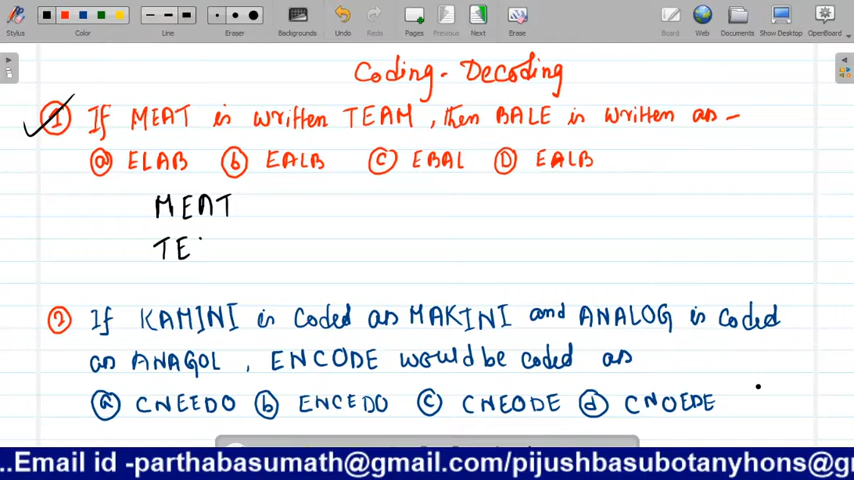 Stylus Color Line Eraser Backgrounds Undo Redo Pages Previous Next Erase Board Web Documents Show Desktop OpenBoard
Coding - Decoding
① If MEAT is written TEAM, then BALE is written as -
ⓐ ELAB ⓑ EALB ⓒ EBAL Ⓓ EALB
MEAT
TE
② If KAMINI is coded as MAKINI and ANALOG is coded
as ANAGOL, ENCODE would be coded as
ⓐ CNEEDO ⓑ ENCEDO ⓒ CNEODE ⓓ CNOEDE
..Email id -parthabasumath@gmail.com/pijushbasubotanyhons@g